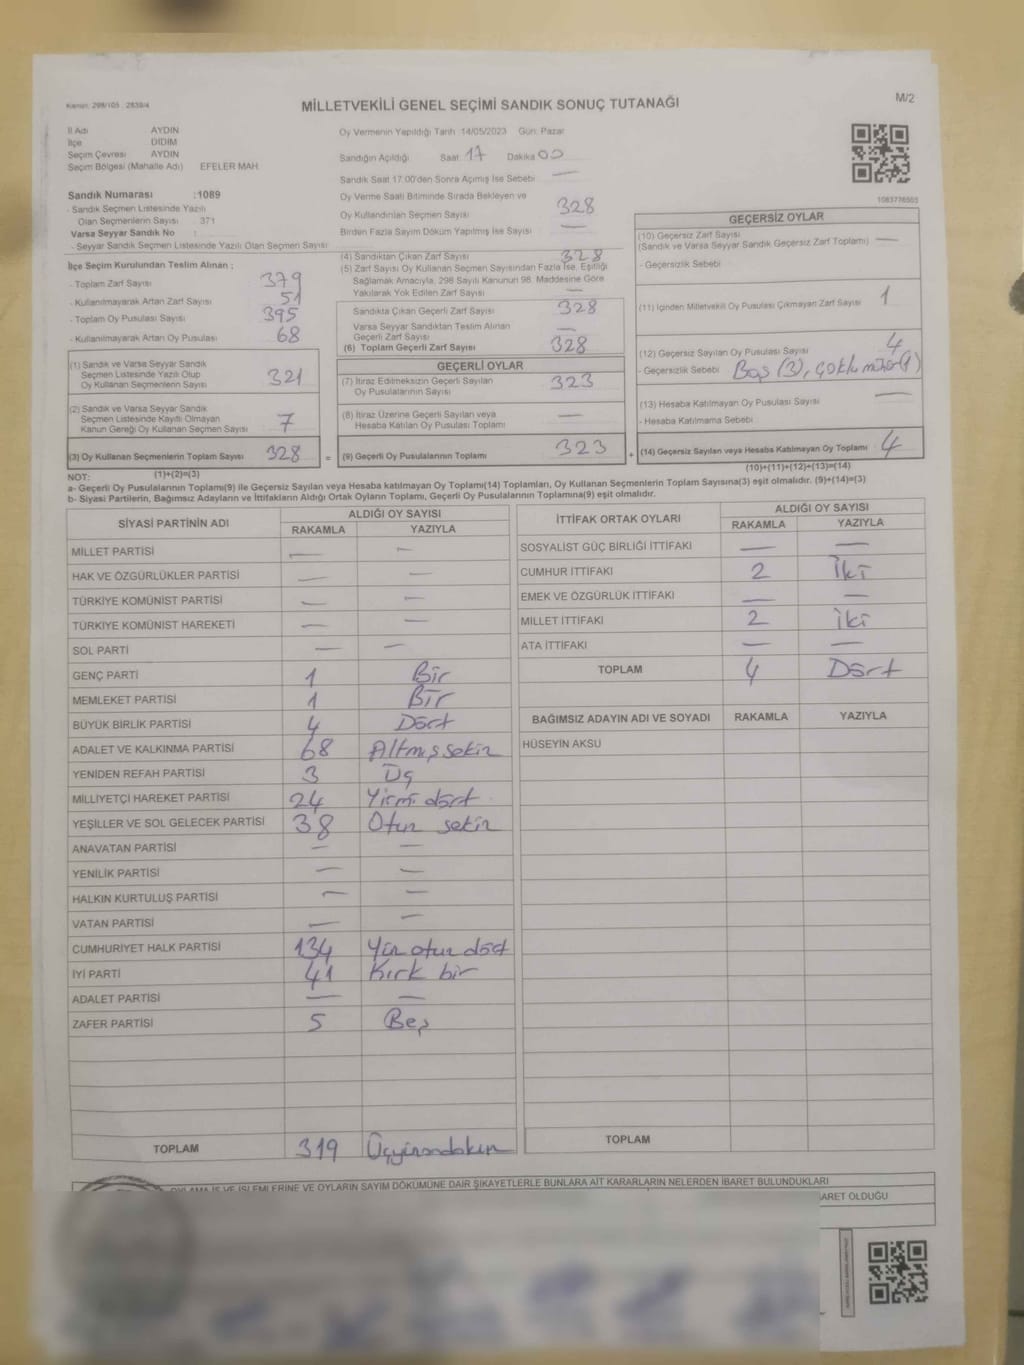 Kanun: 298/105 , 2839/4
MİLLETVEKİLİ GENEL SEÇİMİ SANDIK SONUÇ TUTANAĞI
M/2
İl Adı AYDIN
İlçe DİDİM
Seçim Çevresi AYDIN
Seçim Bölgesi (Mahalle Adı) EFELER MAH.
Sandık Numarası :1089
- Sandık Seçmen Listesinde Yazılı
Olan Seçmenlerin Sayısı 371
Varsa Seyyar Sandık No :
- Seyyar Sandık Seçmen Listesinde Yazılı Olan Seçmen Sayısı
İlçe Seçim Kurulundan Teslim Alınan ;
- Toplam Zarf Sayısı 379
- Kullanılmayarak Artan Zarf Sayısı 51
- Toplam Oy Pusulası Sayısı 395
- Kullanılmayarak Artan Oy Pusulası 68
(1) Sandık ve Varsa Seyyar Sandık
Seçmen Listesinde Yazılı Olup
Oy Kullanan Seçmenlerin Sayısı 321
(2) Sandık ve Varsa Seyyar Sandık
Seçmen Listesinde Kayıtlı Olmayan
Kanun Gereği Oy Kullanan Seçmen Sayısı 7
(3) Oy Kullanan Seçmenlerin Toplam Sayısı 328
(1)+(2)=(3)
Oy Vermenin Yapıldığı Tarih :14/05/2023 Gün: Pazar
Sandığın Açıldığı Saat: 17 Dakika 00
Sandık Saat 17:00'den Sonra Açılmış İse Sebebi —
Oy Verme Saati Bitiminde Sırada Bekleyen ve
Oy Kullandırılan Seçmen Sayısı 328
Birden Fazla Sayım Döküm Yapılmış İse Sayısı —
(4) Sandıktan Çıkan Zarf Sayısı 328
(5) Zarf Sayısı Oy Kullanan Seçmen Sayısından Fazla İse, Eşitliği
Sağlamak Amacıyla, 298 Sayılı Kanunun 98. Maddesine Göre
Yakılarak Yok Edilen Zarf Sayısı —
Sandıkta Çıkan Geçerli Zarf Sayısı 328
Varsa Seyyar Sandıktan Teslim Alınan
Geçerli Zarf Sayısı —
(6) Toplam Geçerli Zarf Sayısı 328
GEÇERLİ OYLAR
(7) İtiraz Edilmeksizin Geçerli Sayılan
Oy Pusulalarının Sayısı 323
(8) İtiraz Üzerine Geçerli Sayılan veya
Hesaba Katılan Oy Pusulası Toplamı —
= (9) Geçerli Oy Pusulalarının Toplamı 323 +
1083776503
GEÇERSİZ OYLAR
(10) Geçersiz Zarf Sayısı
(Sandık ve Varsa Seyyar Sandık Geçersiz Zarf Toplamı) —
- Geçersizlik Sebebi
(11) İçinden Milletvekili Oy Pusulası Çıkmayan Zarf Sayısı 1
(12) Geçersiz Sayılan Oy Pusulası Sayısı 4
- Geçersizlik Sebebi Boş (3), Çoklu mühür(1)
(13) Hesaba Katılmayan Oy Pusulası Sayısı —
- Hesaba Katılmama Sebebi
(14) Geçersiz Sayılan veya Hesaba Katılmayan Oy Toplamı 4
(10)+(11)+(12)+(13)=(14)
NOT:
a- Geçerli Oy Pusulalarının Toplamı(9) ile Geçersiz Sayılan veya Hesaba katılmayan Oy Toplamı(14) Toplamları, Oy Kullanan Seçmenlerin Toplam Sayısına(3) eşit olmalıdır. (9)+(14)=(3)
b- Siyasi Partilerin, Bağımsız Adayların ve İttifakların Aldığı Ortak Oyların Toplamı, Geçerli Oy Pusulalarının Toplamına(9) eşit olmalıdır.
SİYASİ PARTİNİN ADI ALDIĞI OY SAYISI
RAKAMLA YAZIYLA
MİLLET PARTİSİ — —
HAK VE ÖZGÜRLÜKLER PARTİSİ — —
TÜRKİYE KOMÜNİST PARTİSİ — —
TÜRKİYE KOMÜNİST HAREKETİ — —
SOL PARTİ — —
GENÇ PARTİ 1 Bir
MEMLEKET PARTİSİ 1 Bir
BÜYÜK BİRLİK PARTİSİ 4 Dört
ADALET VE KALKINMA PARTİSİ 68 Altmış sekiz
YENİDEN REFAH PARTİSİ 3 Üç
MİLLİYETÇİ HAREKET PARTİSİ 24 Yirmi dört
YEŞİLLER VE SOL GELECEK PARTİSİ 38 Otuz sekiz
ANAVATAN PARTİSİ — —
YENİLİK PARTİSİ — —
HALKIN KURTULUŞ PARTİSİ — —
VATAN PARTİSİ — —
CUMHURİYET HALK PARTİSİ 134 Yüz otuz dört
İYİ PARTİ 41 Kırk bir
ADALET PARTİSİ — —
ZAFER PARTİSİ 5 Beş
TOPLAM 319 Üçyüzondokuz
İTTİFAK ORTAK OYLARI ALDIĞI OY SAYISI
RAKAMLA YAZIYLA
SOSYALİST GÜÇ BİRLİĞİ İTTİFAKI — —
CUMHUR İTTİFAKI 2 İki
EMEK VE ÖZGÜRLÜK İTTİFAKI — —
MİLLET İTTİFAKI 2 İki
ATA İTTİFAKI — —
TOPLAM 4 Dört
BAĞIMSIZ ADAYIN ADI VE SOYADI RAKAMLA YAZIYLA
HÜSEYİN AKSU
TOPLAM
OYLAMA İŞ VE İŞLEMLERİNE VE OYLARIN SAYIM DÖKÜMÜNE DAİR ŞİKAYETLERLE BUNLARA AİT KARARLARIN NELERDEN İBARET BULUNDUKLARI
BARET OLDUĞU